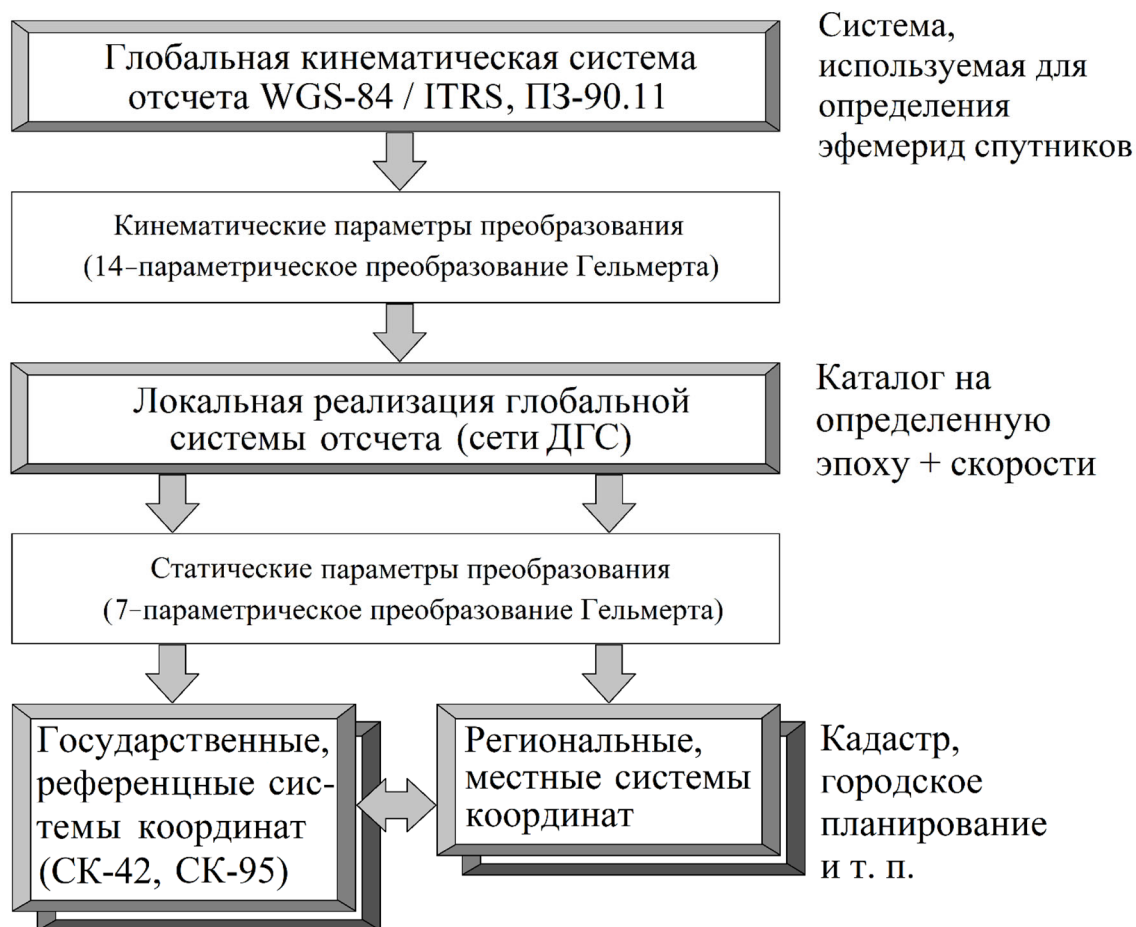 Глобальная кинематическая система
отсчета WGS-84 / ITRS, ПЗ-90.11
Система,
используемая для
определения
эфемерид спутников
Кинематические параметры преобразования
(14-параметрическое преобразование Гельмерта)
Локальная реализация глобальной
системы отсчета (сети ДГС)
Каталог на
определенную
эпоху + скорости
Статические параметры преобразования
(7-параметрическое преобразование Гельмерта)
Государственные,
референцные сис-
темы координат
(СК-42, СК-95)
Региональные,
местные системы
координат
Кадастр,
городское
планирование
и т. п.